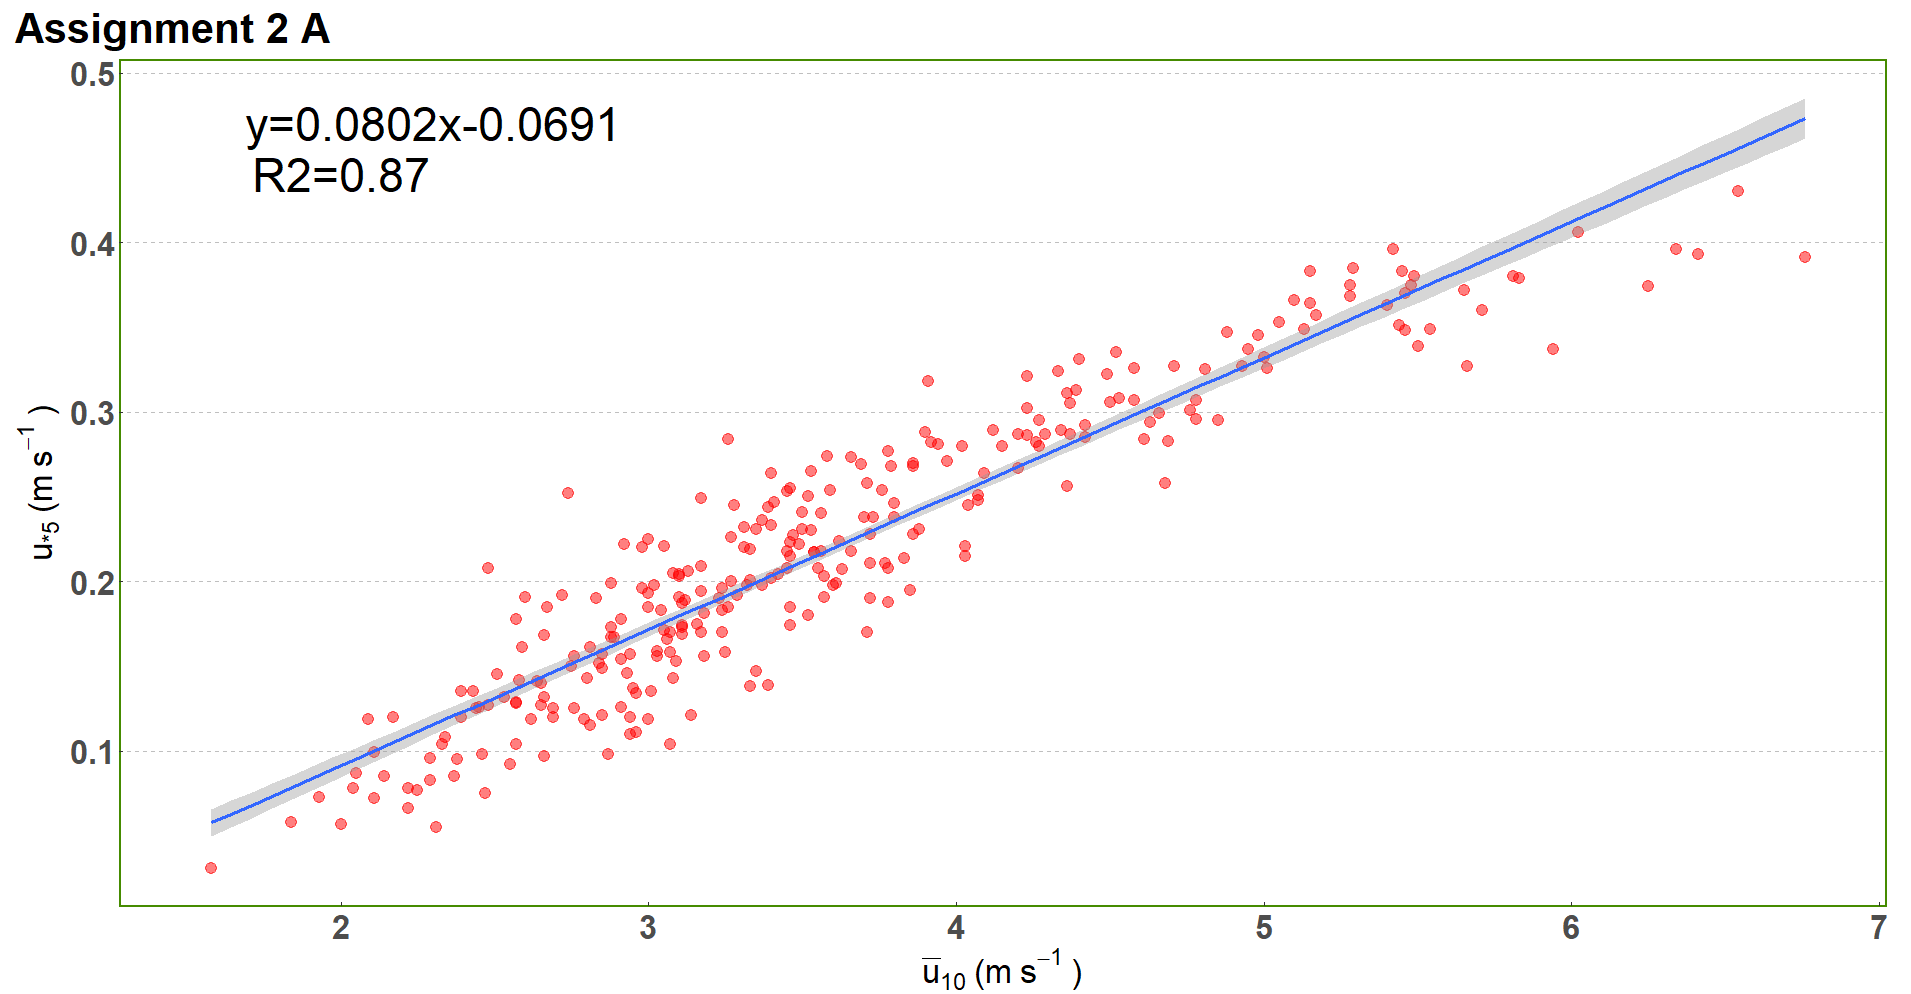 Assignment 2 A
0.5
y=0.0802x-0.0691
R2=0.87
0.4
0.3
0.2
0.1
u*5 (m s−1 )
2 3 4 5 6 7
u̅10 (m s−1 )